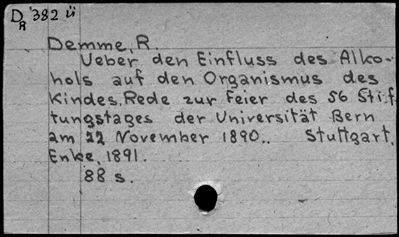 D '382 ü
R
Demme, R.
Ueber den Einfluss des Alko-
hols auf den Organismus des
Kindes. Rede zur Feier des 56 Stif-
tungstages der Universität Bern
am 22 November 1890.. Stuttgart,
Enke, 1891.
88 s.